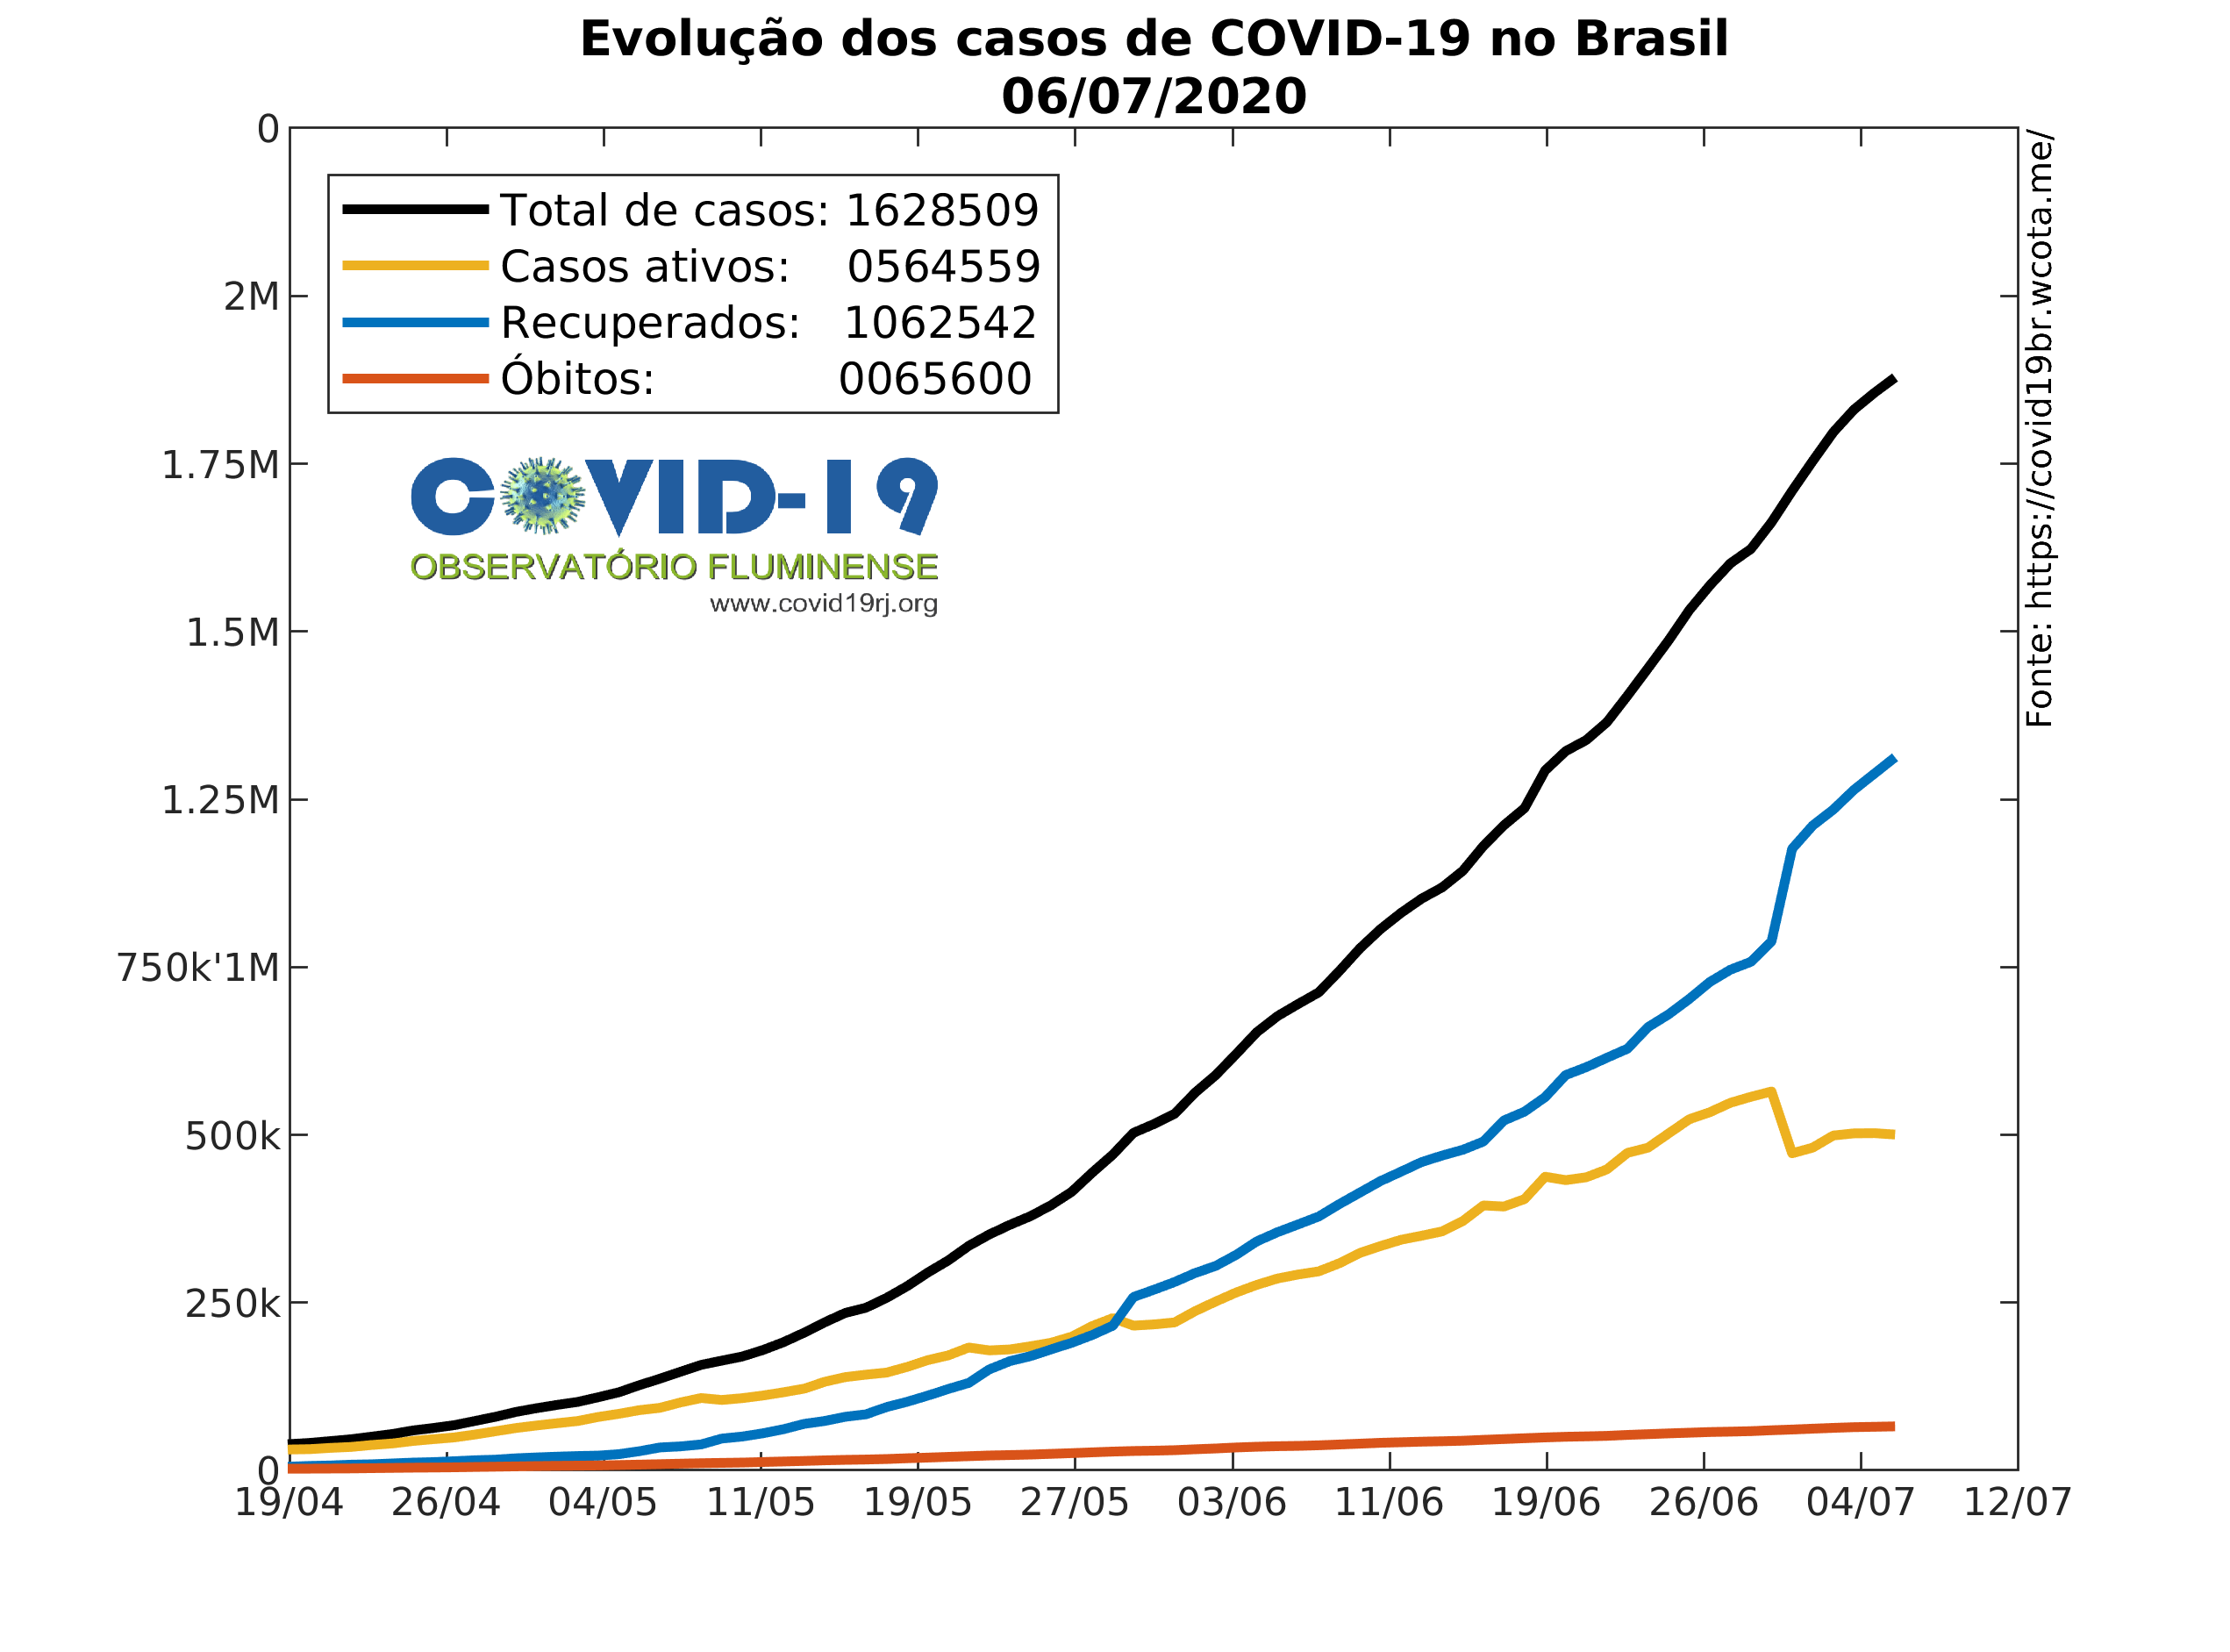 Evolução dos casos de COVID-19 no Brasil
06/07/2020
Total de casos: 1628509
Casos ativos: 0564559
Recuperados: 1062542
Óbitos: 0065600
COVID-19
OBSERVATÓRIO FLUMINENSE
www.covid19rj.org
Fonte: https://covid19br.wcota.me/
0
2M
1.75M
1.5M
1.25M
750k'1M
500k
250k
0
19/04 26/04 04/05 11/05 19/05 27/05 03/06 11/06 19/06 26/06 04/07 12/07